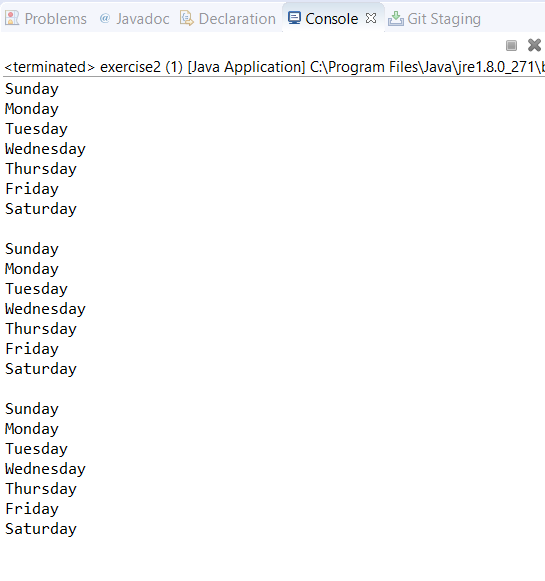 Problems @ Javadoc Declaration Console Git Staging
<terminated> exercise2 (1) [Java Application] C:\Program Files\Java\jre1.8.0_271\b
Sunday
Monday
Tuesday
Wednesday
Thursday
Friday
Saturday

Sunday
Monday
Tuesday
Wednesday
Thursday
Friday
Saturday

Sunday
Monday
Tuesday
Wednesday
Thursday
Friday
Saturday